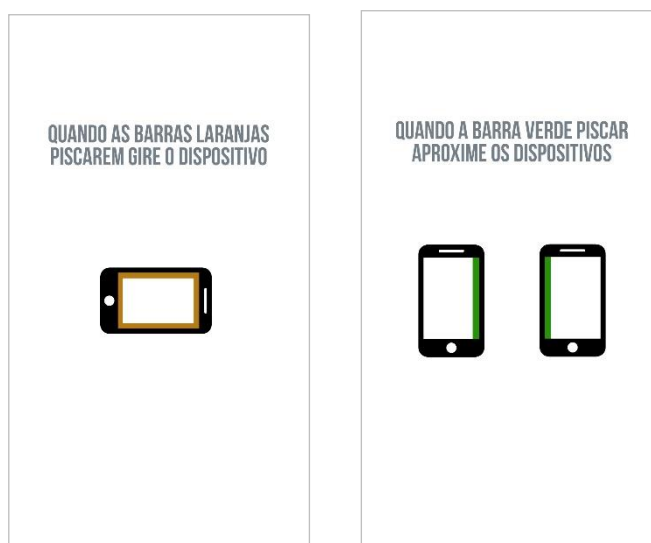 QUANDO AS BARRAS LARANJAS
PISCAREM GIRE O DISPOSITIVO
QUANDO A BARRA VERDE PISCAR
APROXIME OS DISPOSITIVOS